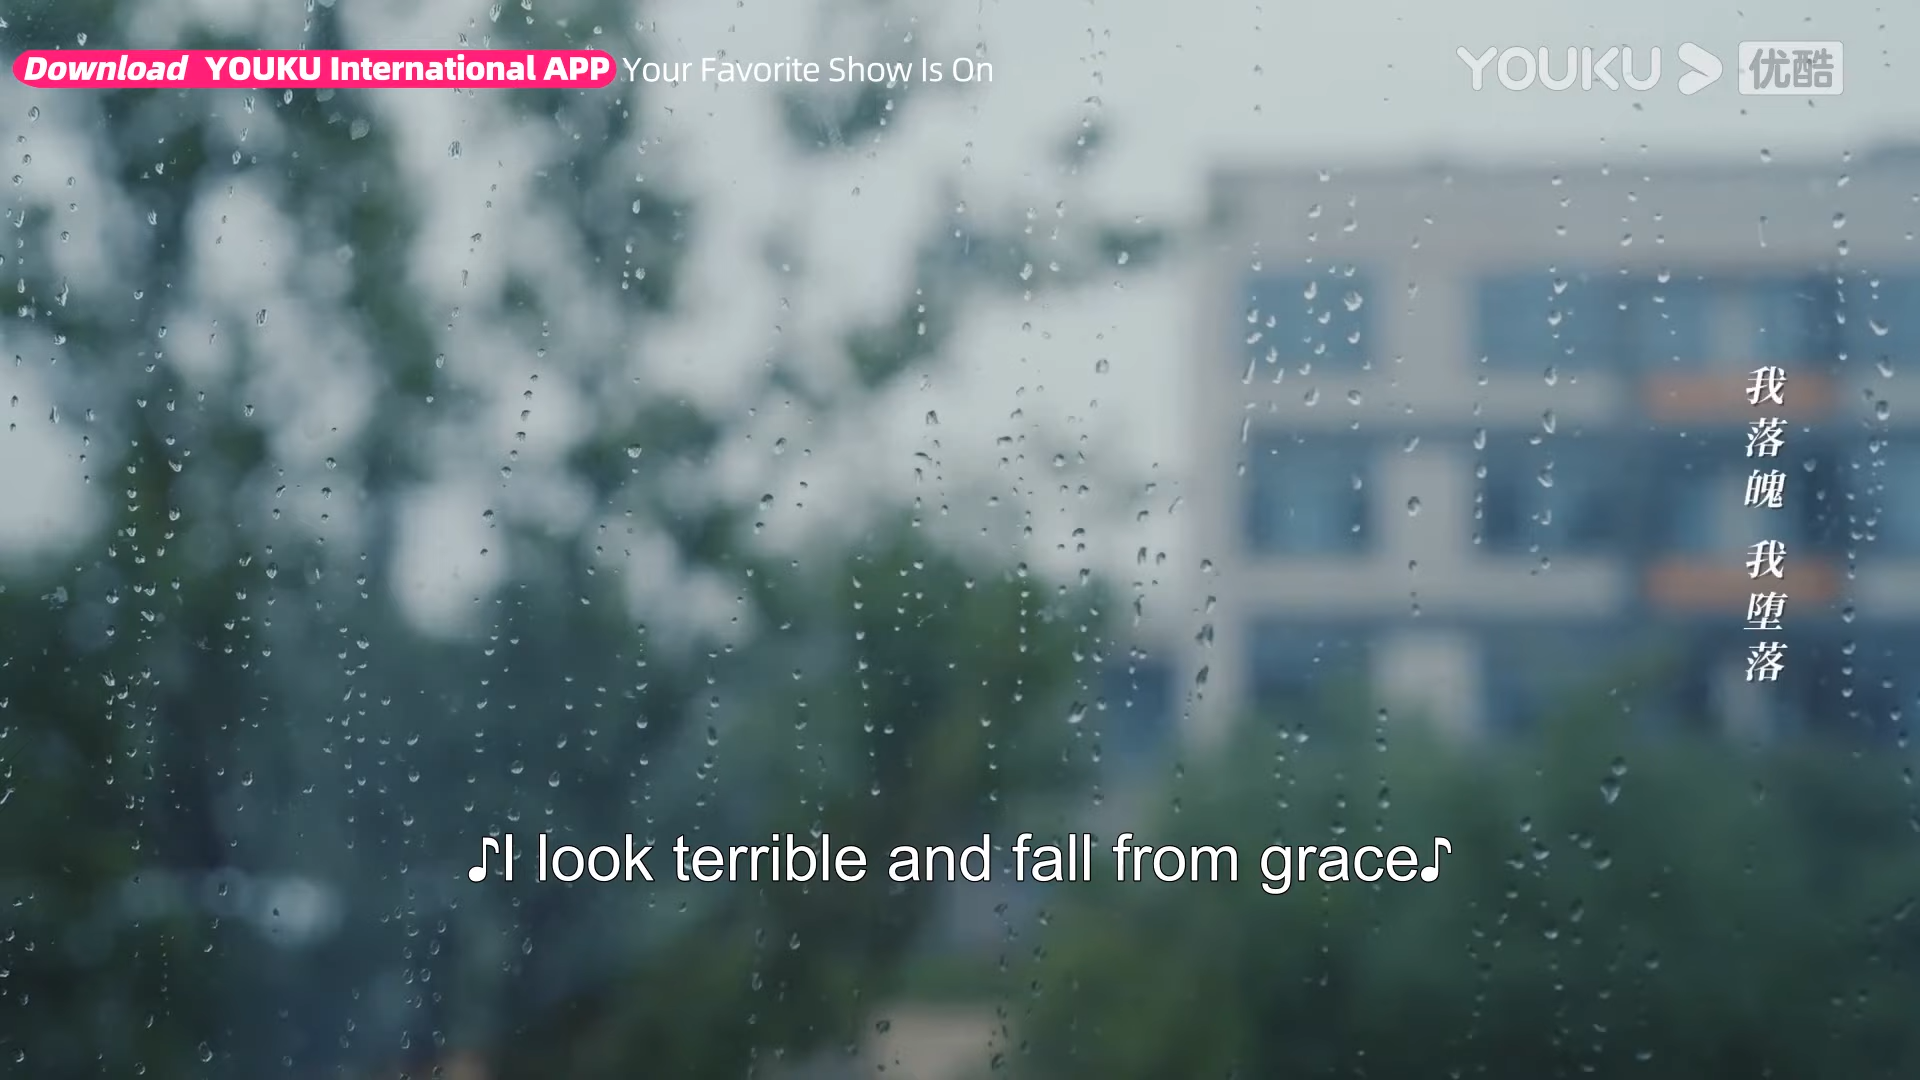 Download YOUKU International APP Your Favorite Show Is On
YOUKU 优酷
我落魄 我堕落
♪I look terrible and fall from grace♪